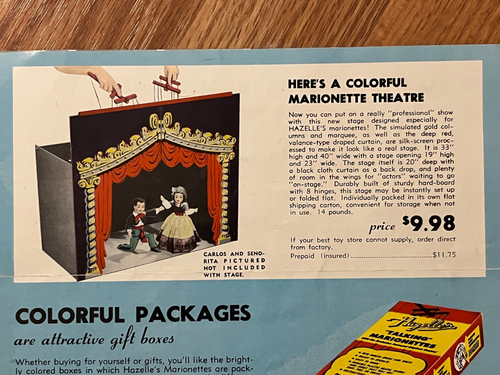 HERE'S A COLORFUL
MARIONETTE THEATRE
Now you can put on a really "professional" show
with this new stage designed especially for
HAZELLE'S marionettes! The simulated gold col-
umns and marquee, as well as the deep red,
valance-type draped curtain, are silk-screen proc-
essed to make it look like a real stage. It is 33"
high and 40" wide with a stage opening 19" high
and 23" wide. The stage itself is 20" deep with
a black cloth curtain as a back drop, and plenty
of room in the wings for "actors" waiting to go
"on-stage." Durably built of sturdy hard-board
with 8 hinges, this stage may be instantly set up
or folded flat. Individually packed in its own flat
shipping carton, convenient for storage when not
in use. 14 pounds.
price $9.98
If your best toy store cannot supply, order direct
from factory.
Prepaid (insured)..............................$11.75
CARLOS AND SENO-
RITA PICTURED
NOT INCLUDED
WITH STAGE.
COLORFUL PACKAGES
are attractive gift boxes
Whether buying for yourself or gifts, you'll like the bright-
ly colored boxes in which Hazelle's Marionettes are pack-
Hazelle's
"TALKING"
MARIONETTES